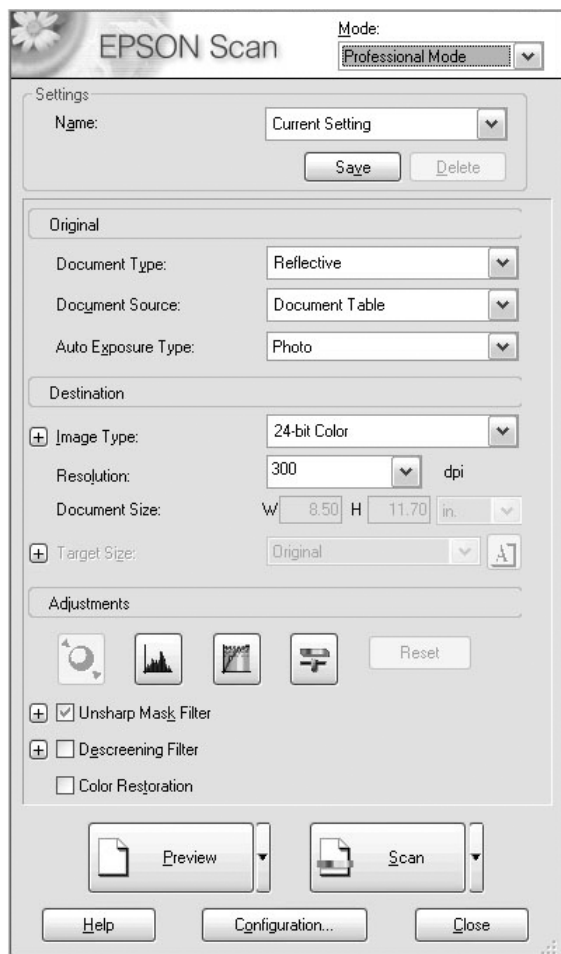 EPSON Scan
Mode:
Professional Mode
Settings
Name:
Current Setting
Save
Delete
Original
Document Type:
Reflective
Document Source:
Document Table
Auto Exposure Type:
Photo
Destination
Image Type:
24-bit Color
Resolution:
300
dpi
Document Size:
W 8.50 H 11.70 in.
Target Size:
Original
A
Adjustments
Reset
Unsharp Mask Filter
Descreening Filter
Color Restoration
Preview
Scan
Help
Configuration...
Close